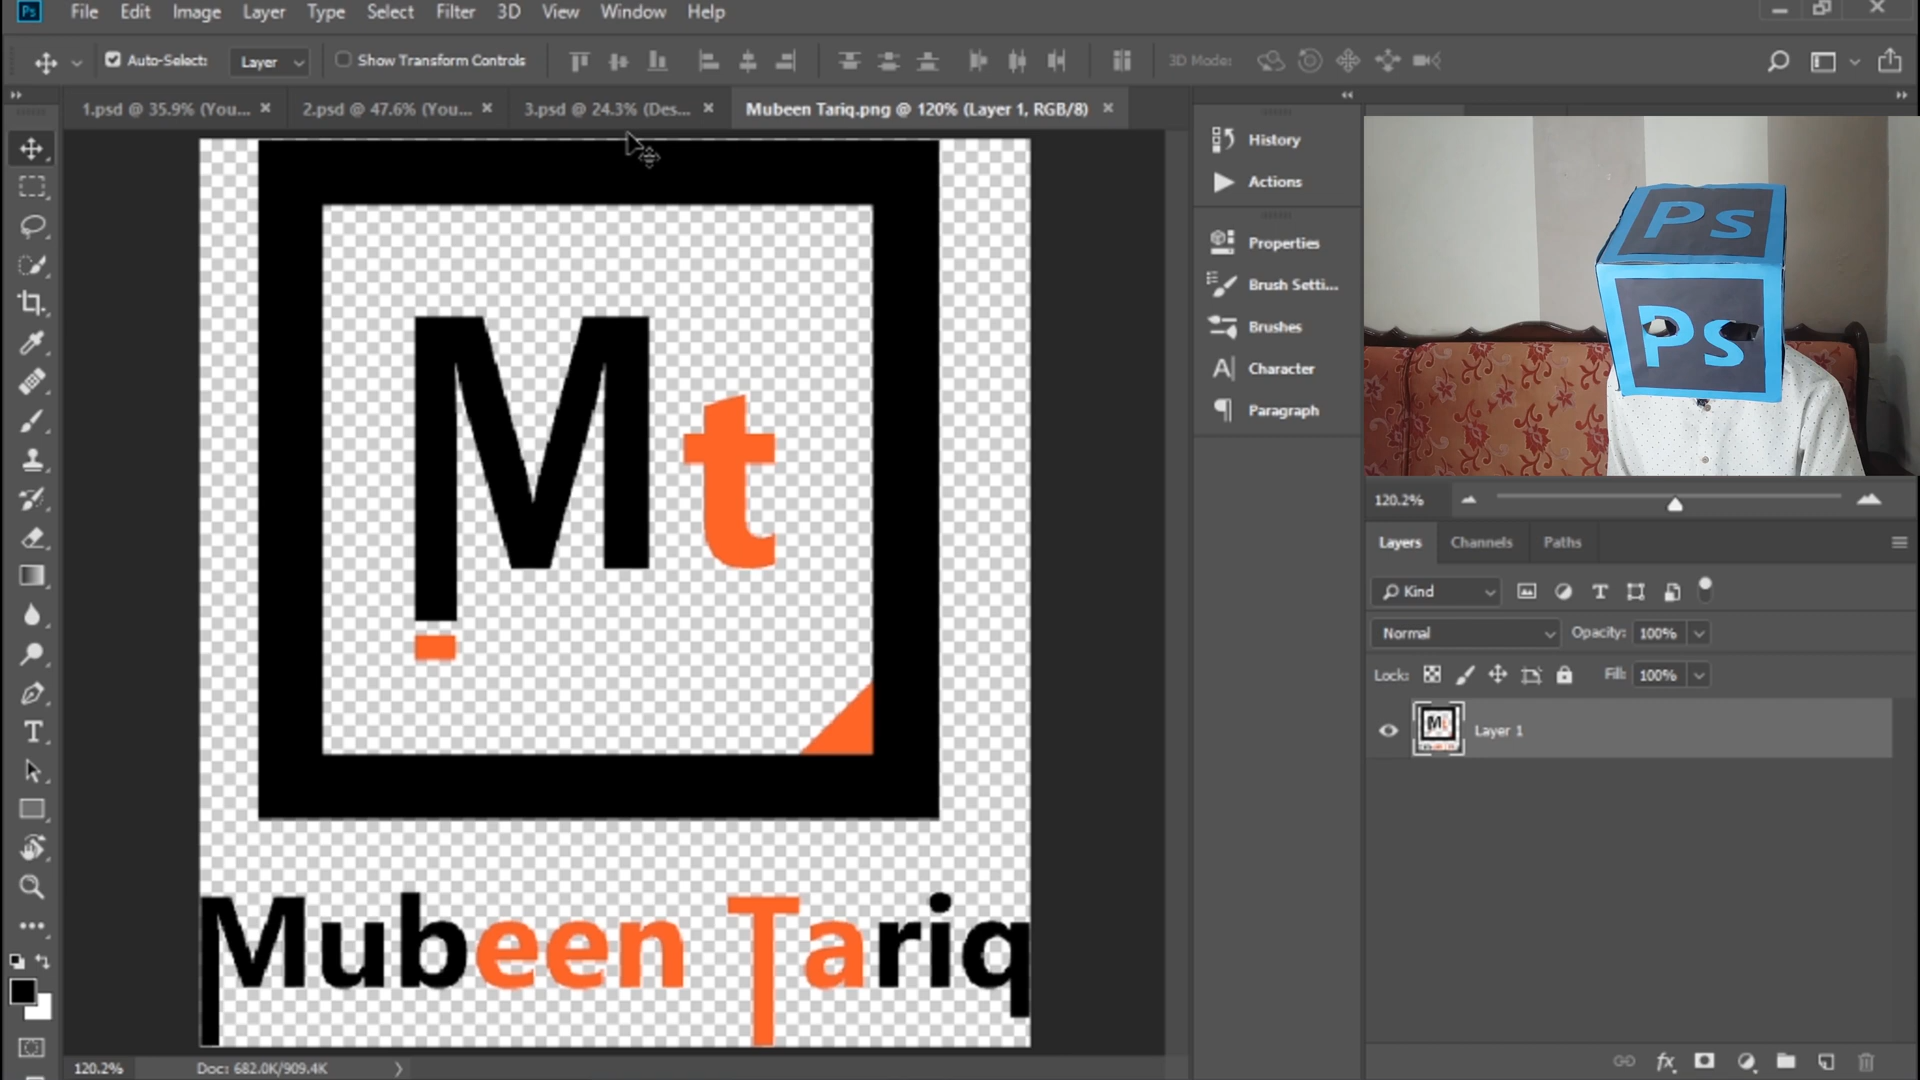 Ps File Edit Image Layer Type Select Filter 3D View Window Help
Auto-Select: Layer Show Transform Controls 3D Mode:
1.psd @ 35.9% (You... × 2.psd @ 47.6% (You... × 3.psd @ 24.3% (Des... × Mubeen Tariq.png @ 120% (Layer 1, RGB/8) ×
History
Actions
Properties
Brush Setti...
Brushes
Character
Paragraph
Ps
Ps
120.2%
Layers Channels Paths
Kind
Normal Opacity: 100%
Lock: Fill: 100%
Mt
Layer 1
Mt
Mubeen Tariq
120.2% Doc: 682.0K/909.4K